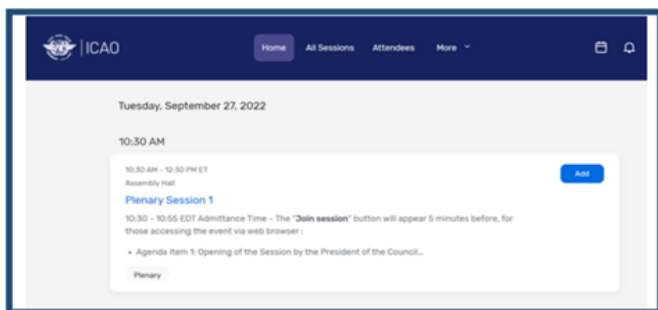 ICAO
Home All Sessions Attendees More
Tuesday, September 27, 2022
10:30 AM
10:30 AM - 12:30 PM ET
Add
Assembly Hall
Plenary Session 1
10:30 - 10:55 EDT Admittance Time - The "Join session" button will appear 5 minutes before, for
those accessing the event via web browser :
• Agenda Item 1: Opening of the Session by the President of the Council...
Plenary